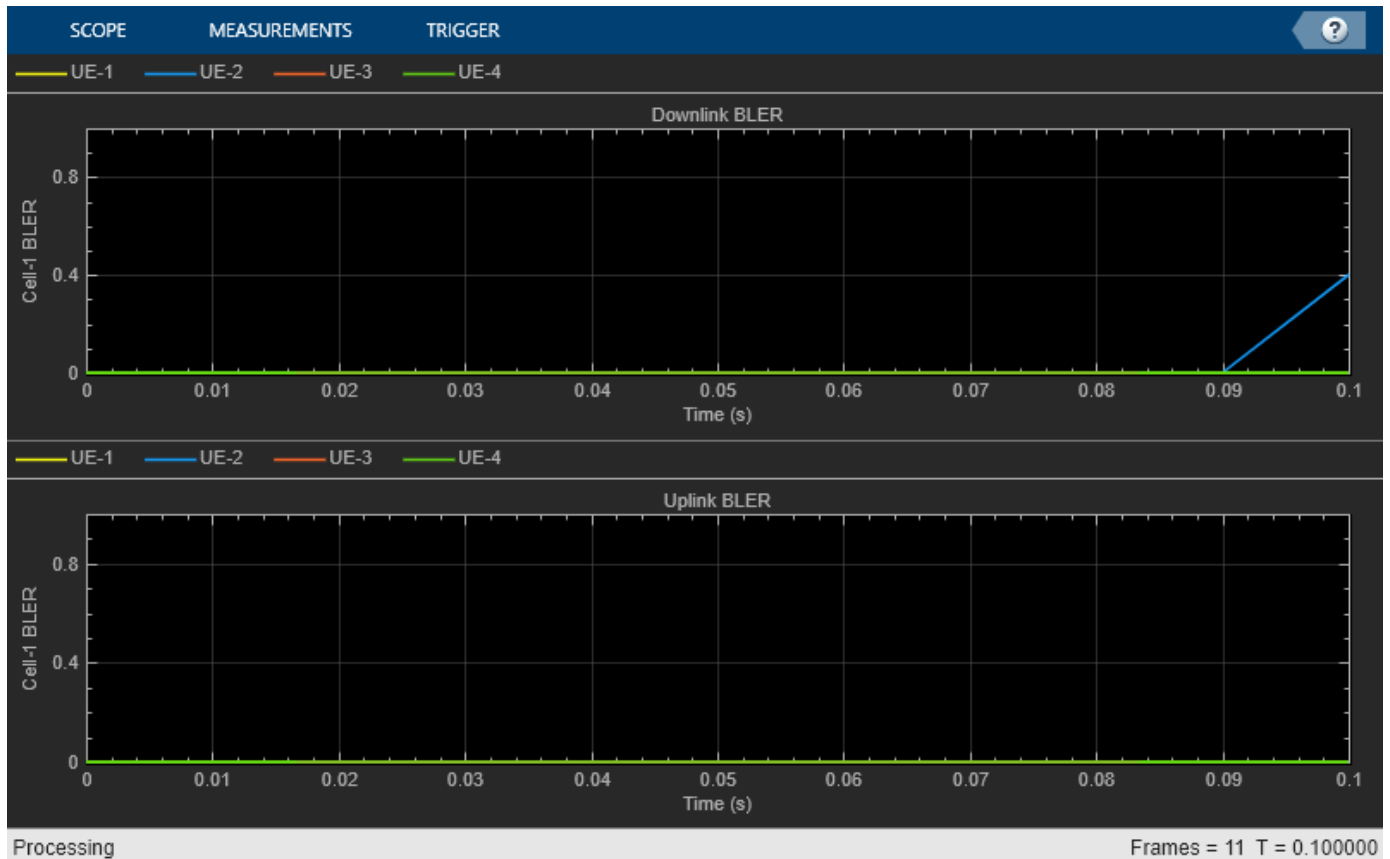 SCOPE MEASUREMENTS TRIGGER ?
UE-1 UE-2 UE-3 UE-4
Downlink BLER
Cell-1 BLER
0.8
0.4
0
0 0.01 0.02 0.03 0.04 0.05 0.06 0.07 0.08 0.09 0.1
Time (s)
UE-1 UE-2 UE-3 UE-4
Uplink BLER
Cell-1 BLER
0.8
0.4
0
0 0.01 0.02 0.03 0.04 0.05 0.06 0.07 0.08 0.09 0.1
Time (s)
Processing Frames = 11 T = 0.100000